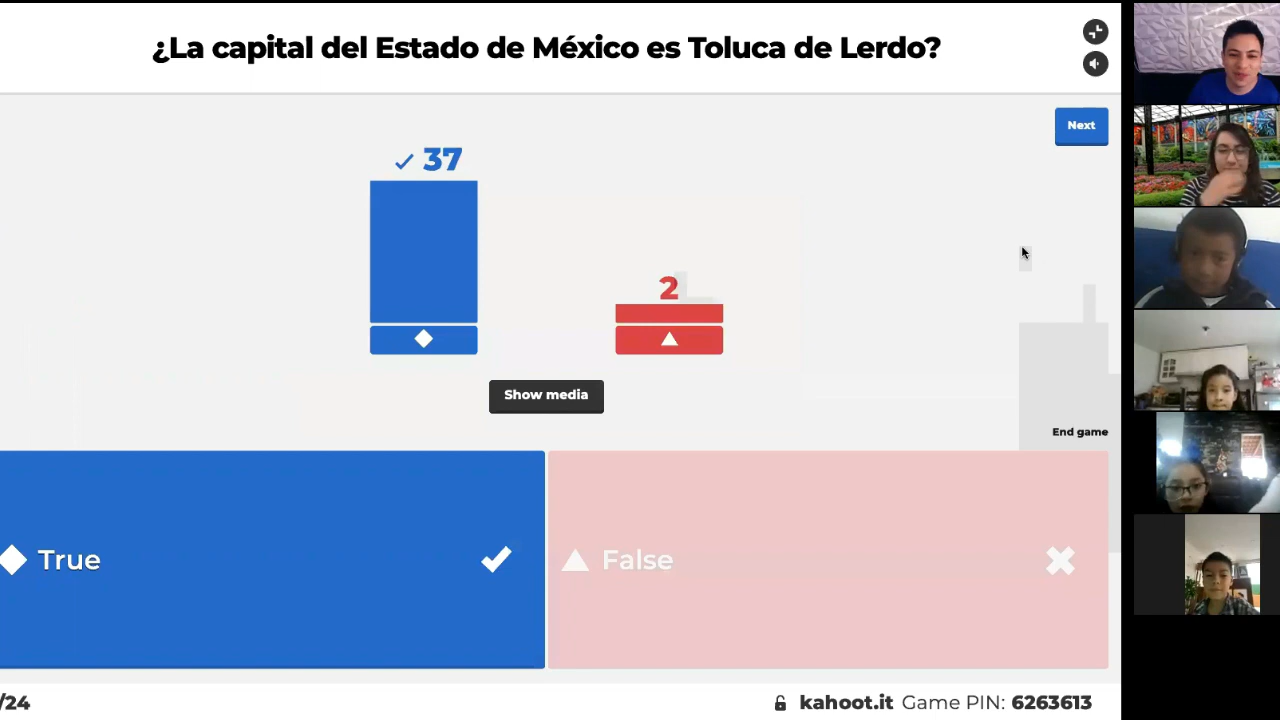 ¿La capital del Estado de México es Toluca de Lerdo?
Next
37
2
Show media
End game
True
False
/24
kahoot.it Game PIN: 6263613